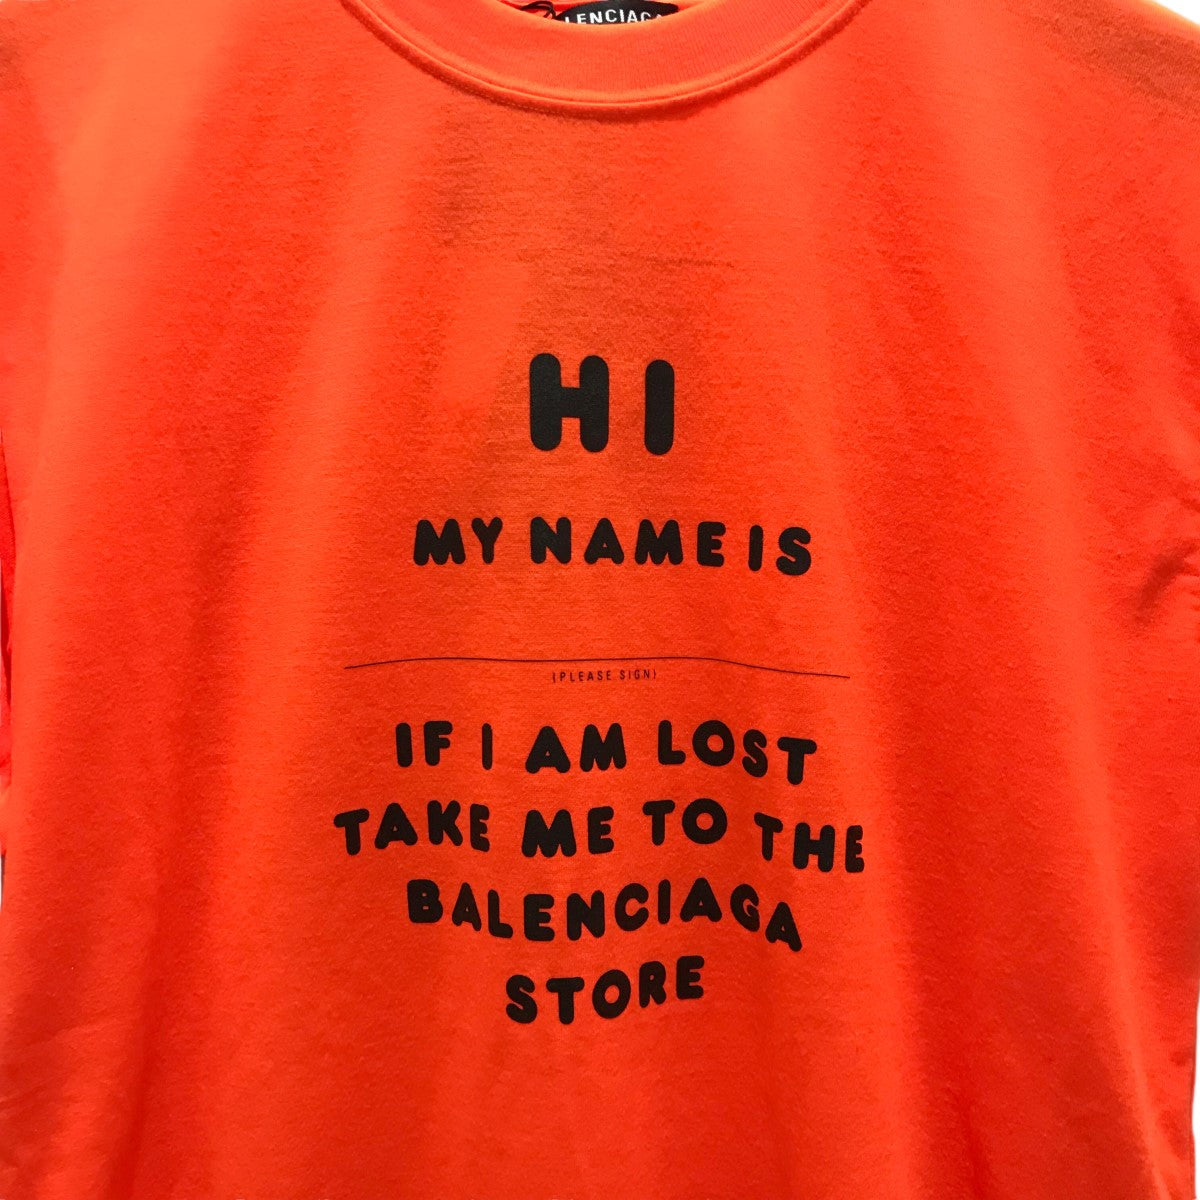 HI
MY NAME IS
(PLEASE SIGN)
IF I AM LOST
TAKE ME TO THE
BALENCIAGA
STORE